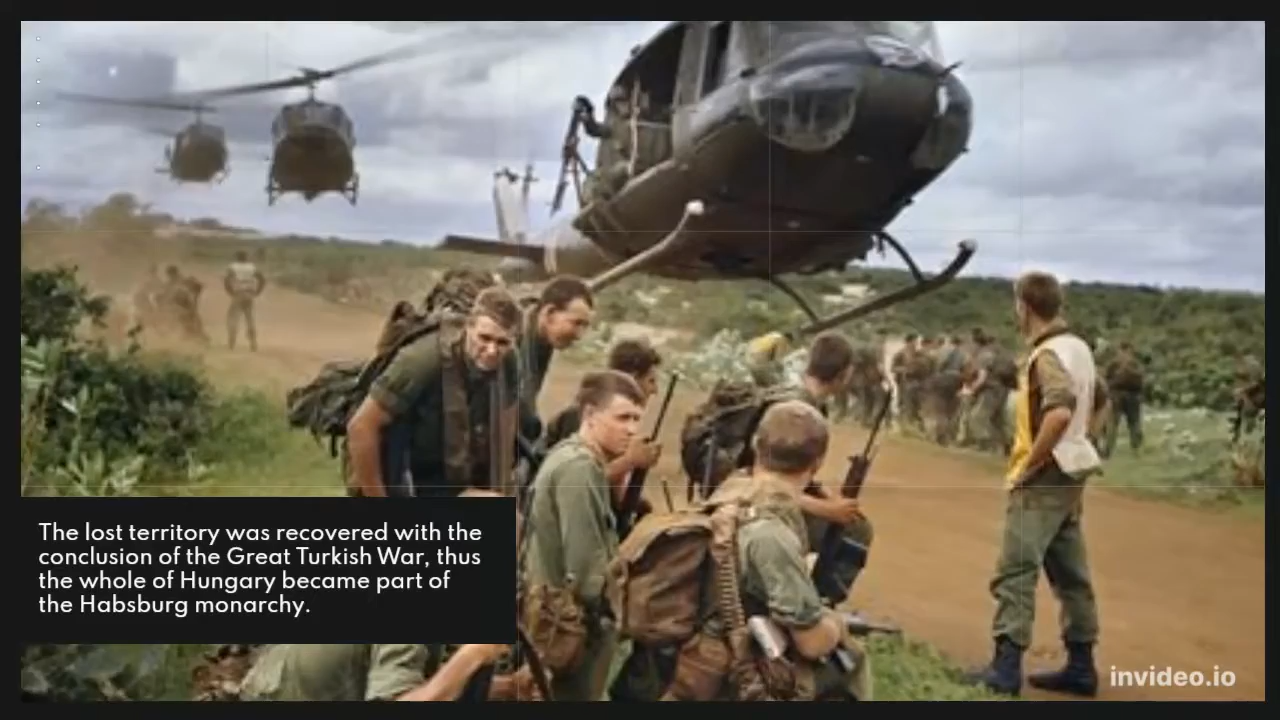 The lost territory was recovered with the
conclusion of the Great Turkish War, thus
the whole of Hungary became part of
the Habsburg monarchy.
invideo.io